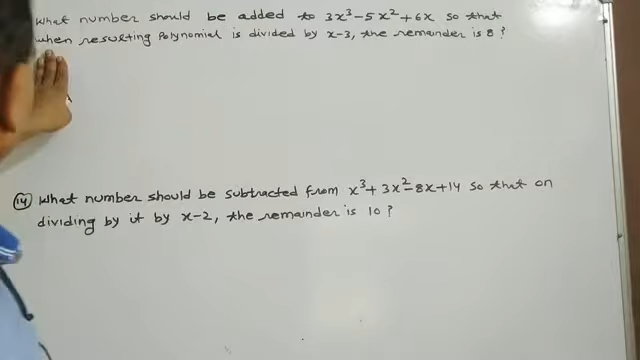 What number should be added to 3x³-5x²+6x so that
when resulting polynomial is divided by x-3, the remainder is 8?
(14) What number should be subtracted from x³+3x²-8x+14 so that on
dividing by it by x-2, the remainder is 10?